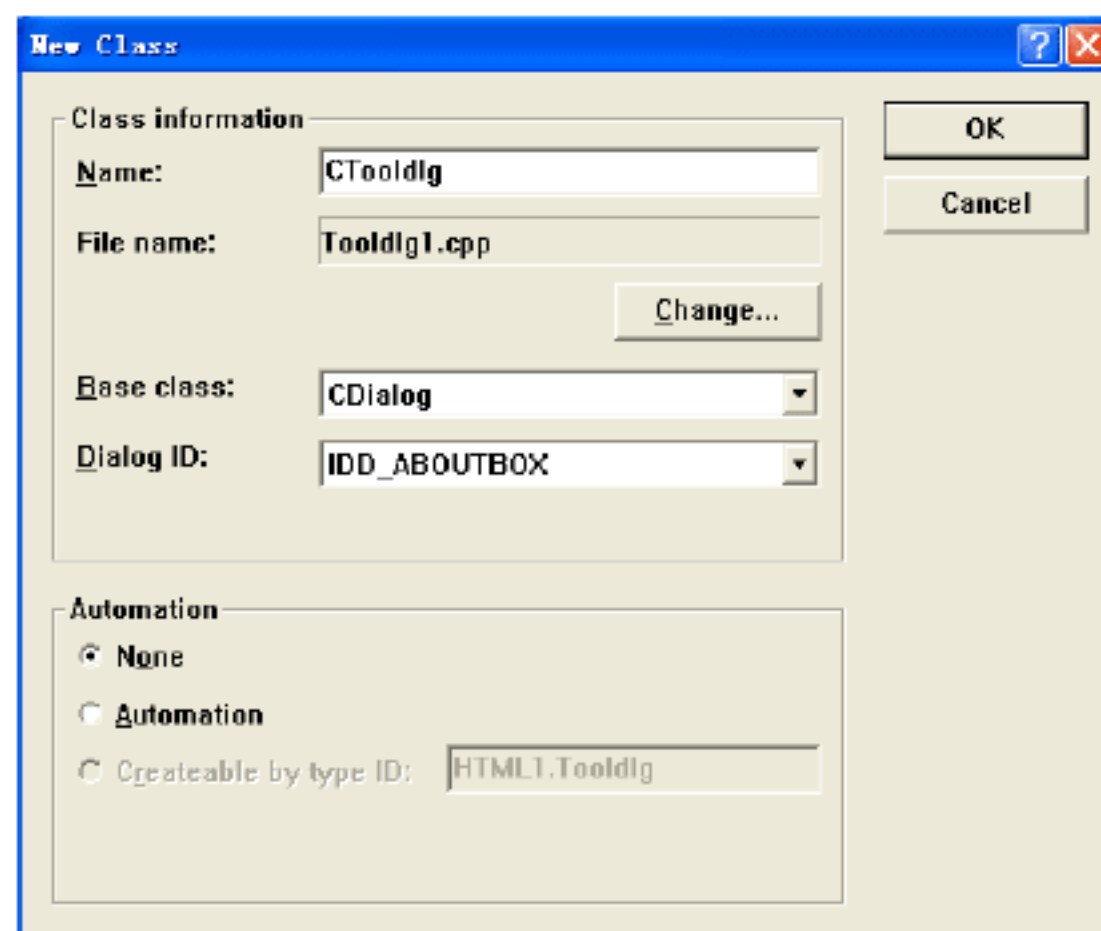 New Class
?
Class information
Name:
CTooldlg
OK
Cancel
File name:
Tooldlg1.cpp
Change...
Base class:
CDialog
Dialog ID:
IDD_ABOUTBOX
Automation
None
Automation
Createable by type ID:
HTML1.Tooldlg